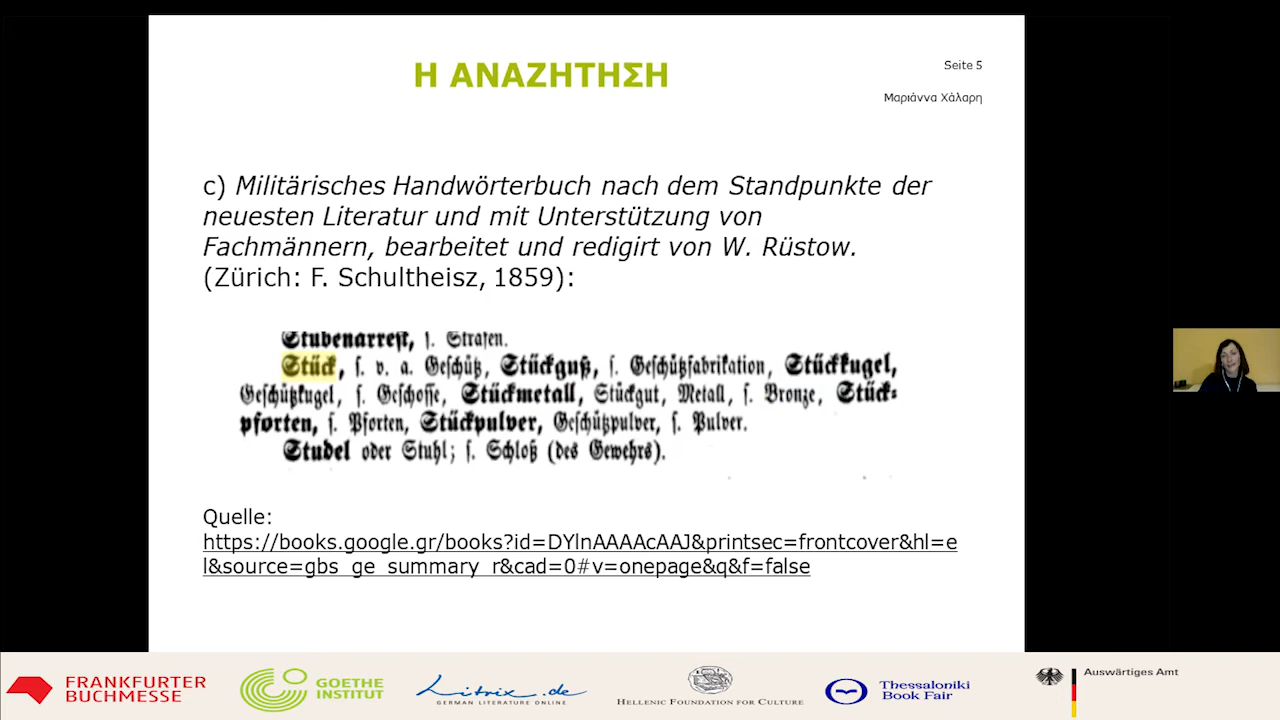 Η ΑΝΑΖΗΤΗΣΗ
Seite 5
Μαριάννα Χάλαρη
c) Militärisches Handwörterbuch nach dem Standpunkte der
neuesten Literatur und mit Unterstützung von
Fachmännern, bearbeitet und redigirt von W. Rüstow.
(Zürich: F. Schultheisz, 1859):
Stubenarrest, ſ. Strafen.
Stück, ſ. v. a. Geſchütz, Stückguß, ſ. Geſchützfabrikation, Stückkugel,
Geſchützkugel, ſ. Geſchoſſe, Stückmetall, Stückgut, Metall, ſ. Bronze, Stück-
pforten, ſ. Pforten, Stückpulver, Geſchützpulver, ſ. Pulver.
Studel oder Stuhl; ſ. Schloß (des Gewehrs).
Quelle:
https://books.google.gr/books?id=DYlnAAAAcAAJ&printsec=frontcover&hl=e
l&source=gbs_ge_summary_r&cad=0#v=onepage&q&f=false
FRANKFURTER
BUCHMESSE
GOETHE
INSTITUT
Litrix.de
GERMAN LITERATURE ONLINE
HELLENIC FOUNDATION FOR CULTURE
Thessaloniki
Book Fair
Auswärtiges Amt